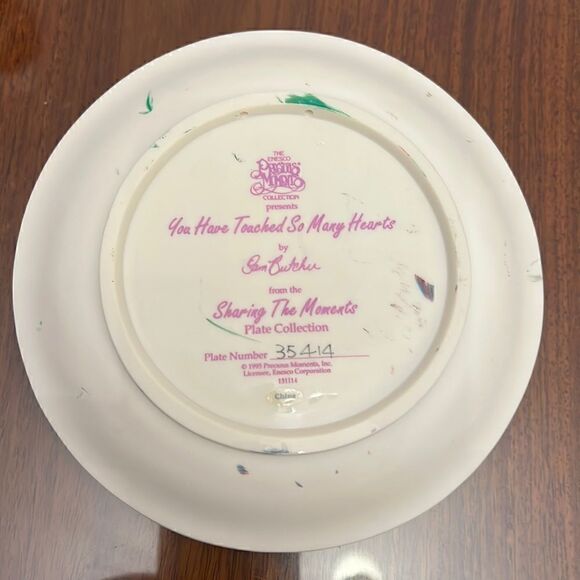 THE
ENESCO
PRECIOUS
MOMENTS
COLLECTION
presents
You Have Touched So Many Hearts
by
Sam Butcher
from the
Sharing The Moments
Plate Collection
Plate Number 35414
© 1995 Precious Moments, Inc.
Licensee, Enesco Corporation
151114
China